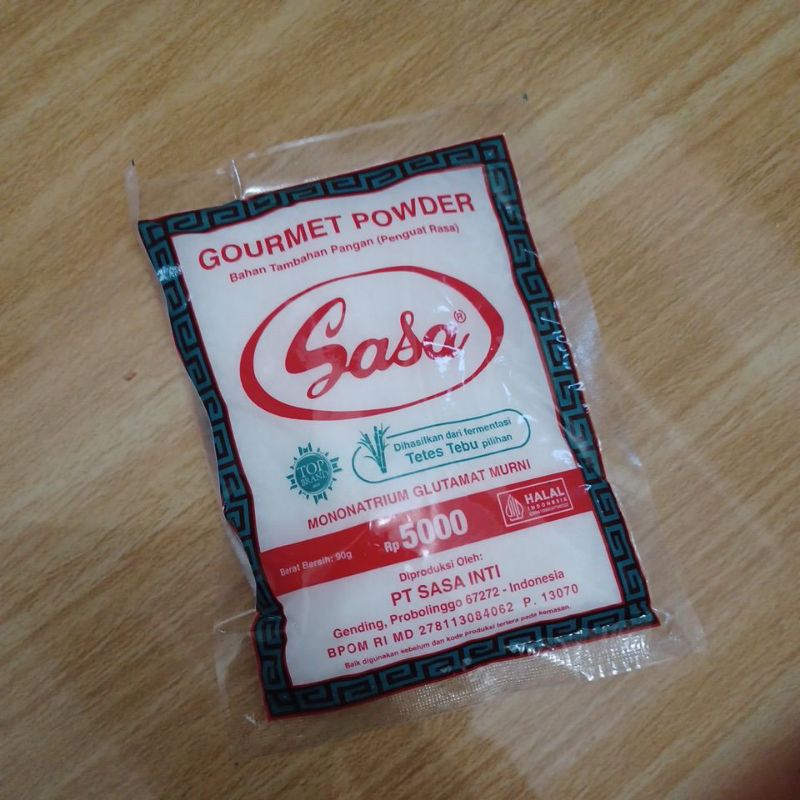 GOURMET POWDER
Bahan Tambahan Pangan (Penguat Rasa)
Sasa®
TOP
BRAND
Dihasilkan dari fermentasi
Tetes Tebu pilihan
MONONATRIUM GLUTAMAT MURNI
Berat Bersih: 90g
Rp 5000
HALAL
INDONESIA
Diproduksi Oleh:
PT SASA INTI
Gending, Probolinggo 67272 - Indonesia
BPOM RI MD 278113084062 P. 13070
Baik digunakan sebelum dan kode produksi tertera pada kemasan.